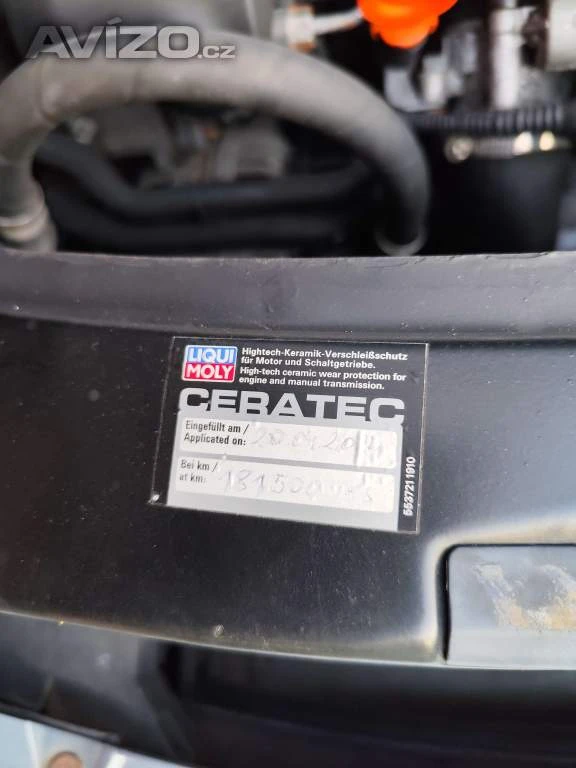 AVÍZO.cz
LIQUI
MOLY
Hightech-Keramik-Verschleißschutz
für Motor und Schaltgetriebe.
High-tech ceramic wear protection for
engine and manual transmission.
CERATEC
Eingefüllt am /
Applicated on:
Bei km /
at km: 181500
5537211910